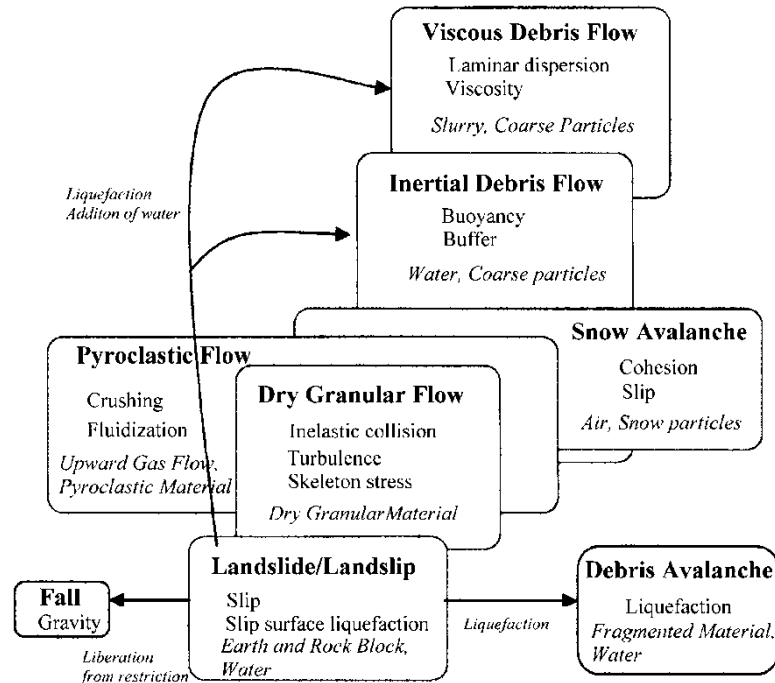 Viscous Debris Flow
Laminar dispersion
Viscosity
Slurry, Coarse Particles
Liquefaction
Additon of water
Inertial Debris Flow
Buoyancy
Buffer
Water, Coarse particles
Snow Avalanche
Cohesion
Slip
Air, Snow particles
Pyroclastic Flow
Crushing
Fluidization
Upward Gas Flow,
Pyroclastic Material
Dry Granular Flow
Inelastic collision
Turbulence
Skeleton stress
Dry Granular Material
Landslide/Landslip
Slip
Slip surface liquefaction
Earth and Rock Block,
Water
Fall
Gravity
Liberation
from restriction
Liquefaction
Debris Avalanche
Liquefaction
Fragmented Material,
Water